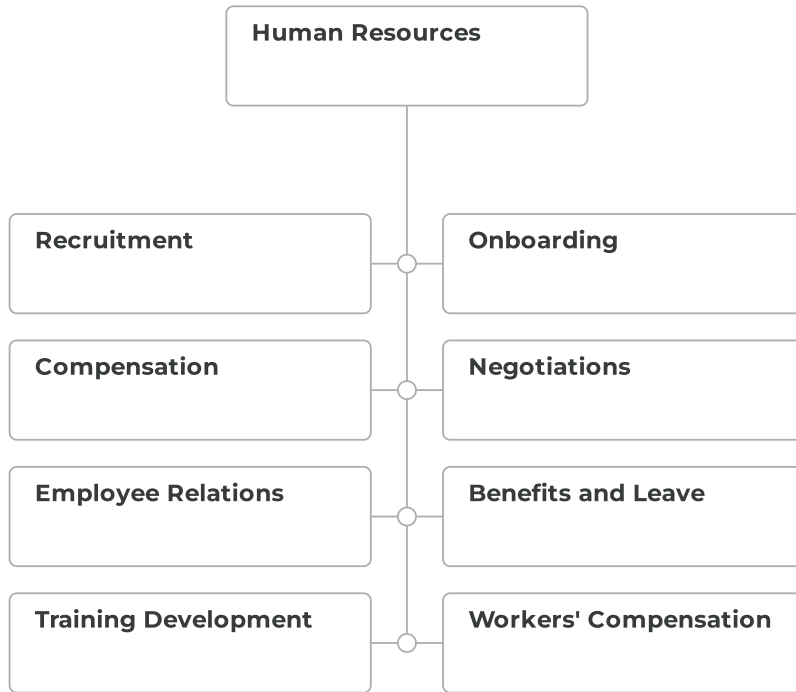 Human Resources
Recruitment
Onboarding
Compensation
Negotiations
Employee Relations
Benefits and Leave
Training Development
Workers' Compensation